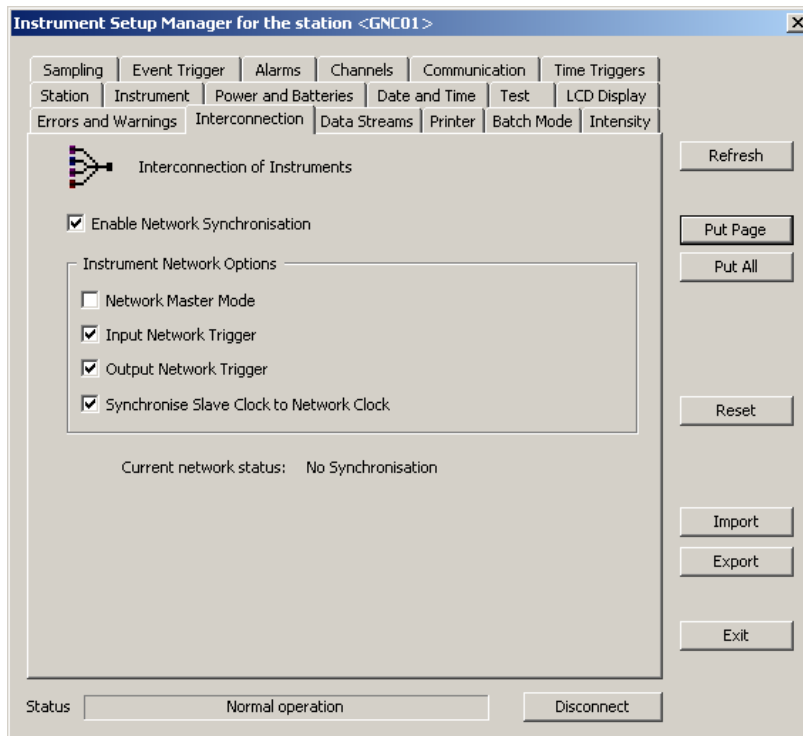 Instrument Setup Manager for the station <GNC01>
Sampling Event Trigger Alarms Channels Communication Time Triggers
Station Instrument Power and Batteries Date and Time Test LCD Display
Errors and Warnings Interconnection Data Streams Printer Batch Mode Intensity
Interconnection of Instruments
Enable Network Synchronisation
Instrument Network Options
Network Master Mode
Input Network Trigger
Output Network Trigger
Synchronise Slave Clock to Network Clock
Current network status: No Synchronisation
Refresh
Put Page
Put All
Reset
Import
Export
Exit
Status Normal operation Disconnect